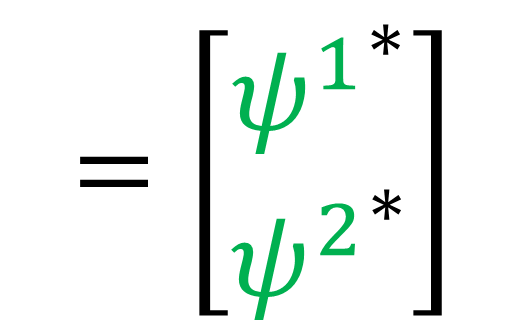 = [ψ¹*
ψ²*]